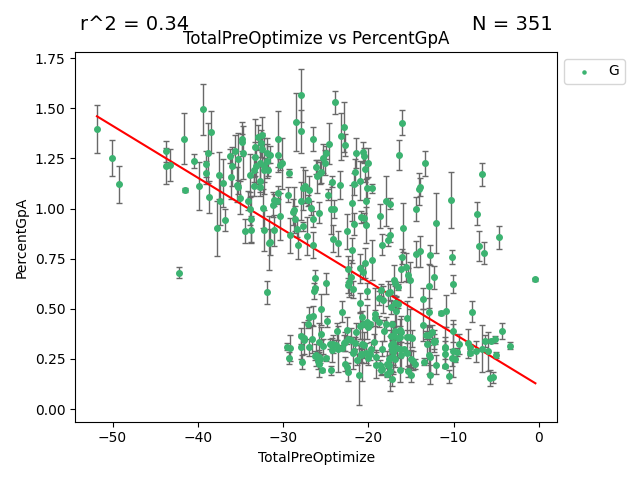 r^2 = 0.34 N = 351
TotalPreOptimize vs PercentGpA
G
1.75
1.50
1.25
1.00
0.75
0.50
0.25
0.00
PercentGpA
−50 −40 −30 −20 −10 0
TotalPreOptimize